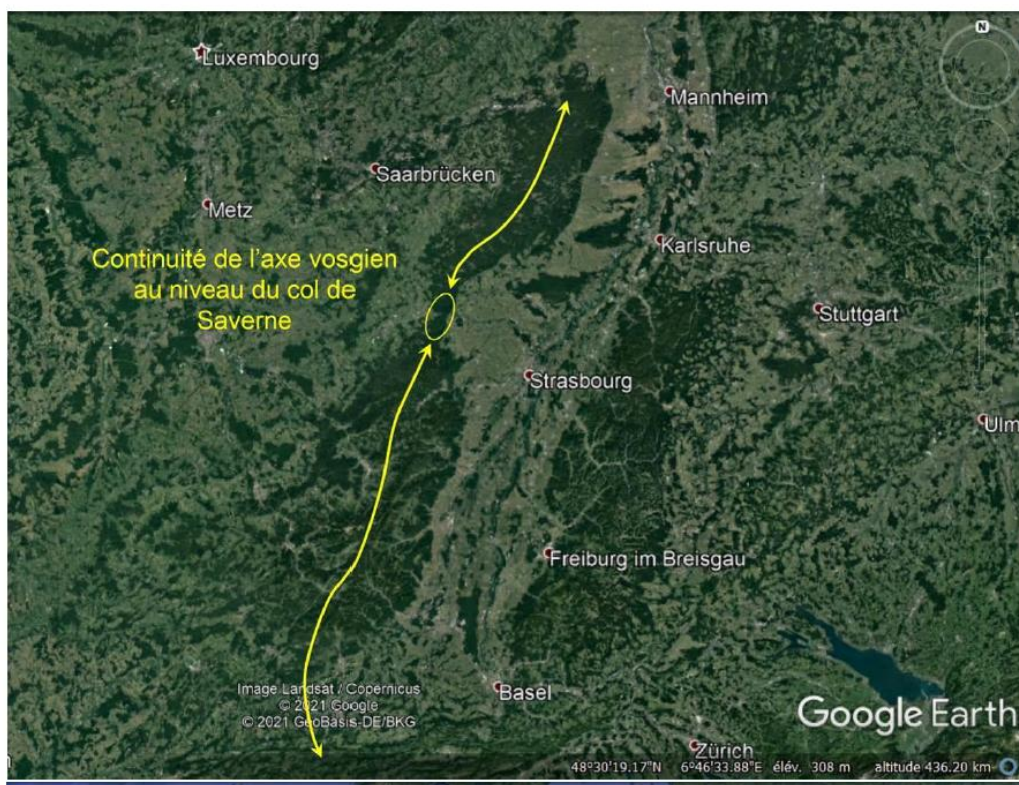 N
Luxembourg
Mannheim
Saarbrücken
Metz
Karlsruhe
Continuité de l'axe vosgien
au niveau du col de
Saverne
Stuttgart
Strasbourg
Ulm
Freiburg im Breisgau
Image Landsat / Copernicus
© 2021 Google
© 2021 GeoBasis-DE/BKG
Basel
Google Earth
Zürich
48°30'19.17"N 6°46'33.88"E élév. 308 m altitude 436.20 km